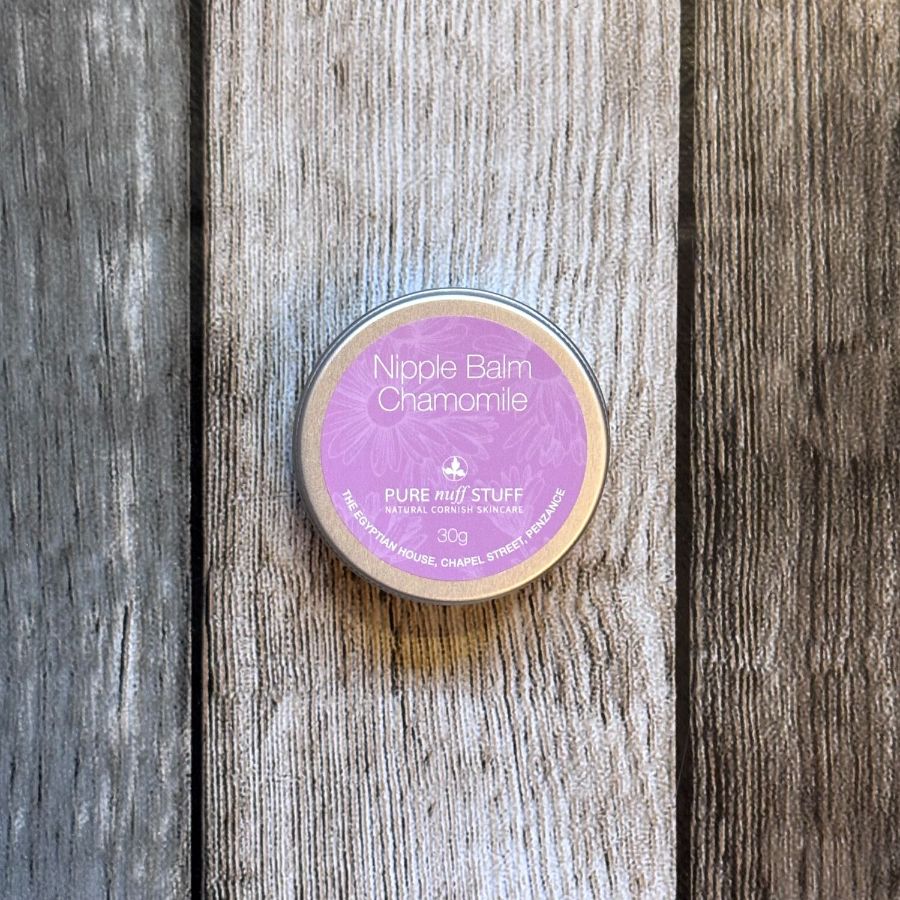 Nipple Balm
Chamomile
PURE nuff STUFF
NATURAL CORNISH SKINCARE
30g
THE EGYPTIAN HOUSE, CHAPEL STREET, PENZANCE